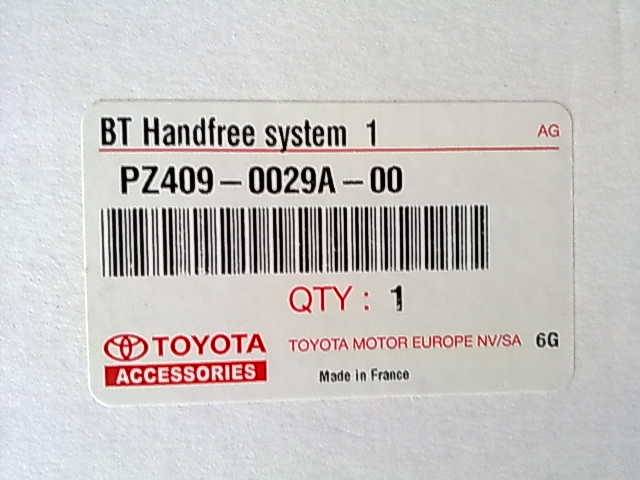 BT Handfree system 1 AG
PZ409-0029A-00
QTY : 1
TOYOTA TOYOTA MOTOR EUROPE NV/SA 6G
ACCESSORIES Made in France